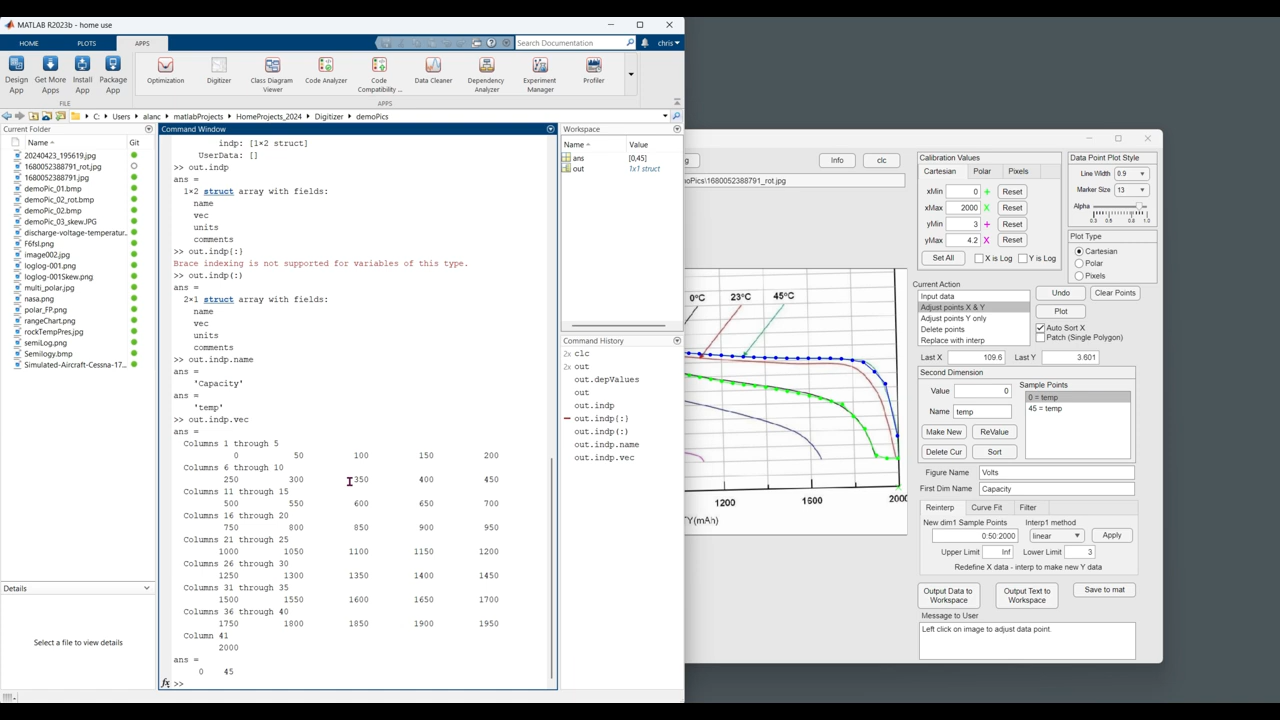 MATLAB R2023b - home use
HOME PLOTS APPS
Search Documentation chris
Design App
Get More Apps
Install App
Package App
Optimization
Digitizer
Class Diagram Viewer
Code Analyzer
Code Compatibility ...
Data Cleaner
Dependency Analyzer
Experiment Manager
Profiler
FILE APPS
C: Users alanc matlabProjects HomeProjects_2024 Digitizer demoPics
Current Folder
Name Git
20240423_195619.jpg
1680052388791_rot.jpg
1680052388791.jpg
demoPic_01.bmp
demoPic_02_rot.bmp
demoPic_02.bmp
demoPic_03_skew.JPG
discharge-voltage-temperatur...
F6fsl.png
image002.jpg
loglog-001.png
loglog-001Skew.png
multi_polar.jpg
nasa.png
polar_FP.png
rangeChart.png
rockTempPres.jpg
semiLog.png
Semilogy.bmp
Simulated-Aircraft-Cessna-17...
Details
Select a file to view details
Command Window
indp: [1×2 struct]
UserData: []
>> out.indp
ans =
1×2 struct array with fields:
name
vec
units
comments
>> out.indp{:}
Brace indexing is not supported for variables of this type.
>> out.indp(:)
ans =
2×1 struct array with fields:
name
vec
units
comments
>> out.indp.name
ans =
'Capacity'
ans =
'temp'
>> out.indp.vec
ans =
Columns 1 through 5
0 50 100 150 200
Columns 6 through 10
250 300 350 400 450
Columns 11 through 15
500 550 600 650 700
Columns 16 through 20
750 800 850 900 950
Columns 21 through 25
1000 1050 1100 1150 1200
Columns 26 through 30
1250 1300 1350 1400 1450
Columns 31 through 35
1500 1550 1600 1650 1700
Columns 36 through 40
1750 1800 1850 1900 1950
Column 41
2000
ans =
0 45
fx >>
Workspace
Name Value
ans [0,45]
out 1x1 struct
Command History
2x clc
2x out
out.depValues
out
out.indp
out.indp{:}
out.indp(:)
out.indp.name
out.indp.vec
Info clc
1680052388791_rot.jpg
0°C 23°C 45°C
1200 1600 2000
Y(mAh)
Calibration Values
Cartesian Polar Pixels
xMin 0 + Reset
xMax 2000 X Reset
yMin 3 + Reset
yMax 4.2 X Reset
Set All X is Log Y is Log
Data Point Plot Style
Line Width 0.9
Marker Size 13
Alpha
0.3 0.5 0.8 1.0
Plot Type
Cartesian
Polar
Pixels
Current Action
Input data
Adjust points X & Y
Adjust points Y only
Delete points
Replace with interp
Undo Clear Points
Plot
Auto Sort X
Patch (Single Polygon)
Last X 109.6 Last Y 3.601
Second Dimension
Value 0
Name temp
Sample Points
0 = temp
45 = temp
Make New ReValue
Delete Cur Sort
Figure Name Volts
First Dim Name Capacity
Reinterp Curve Fit Filter
New dim1 Sample Points Interp1 method
0:50:2000 linear Apply
Upper Limit Inf Lower Limit 3
Redefine X data - interp to make new Y data
Output Data to Workspace
Output Text to Workspace
Save to mat
Message to User
Left click on image to adjust data point.